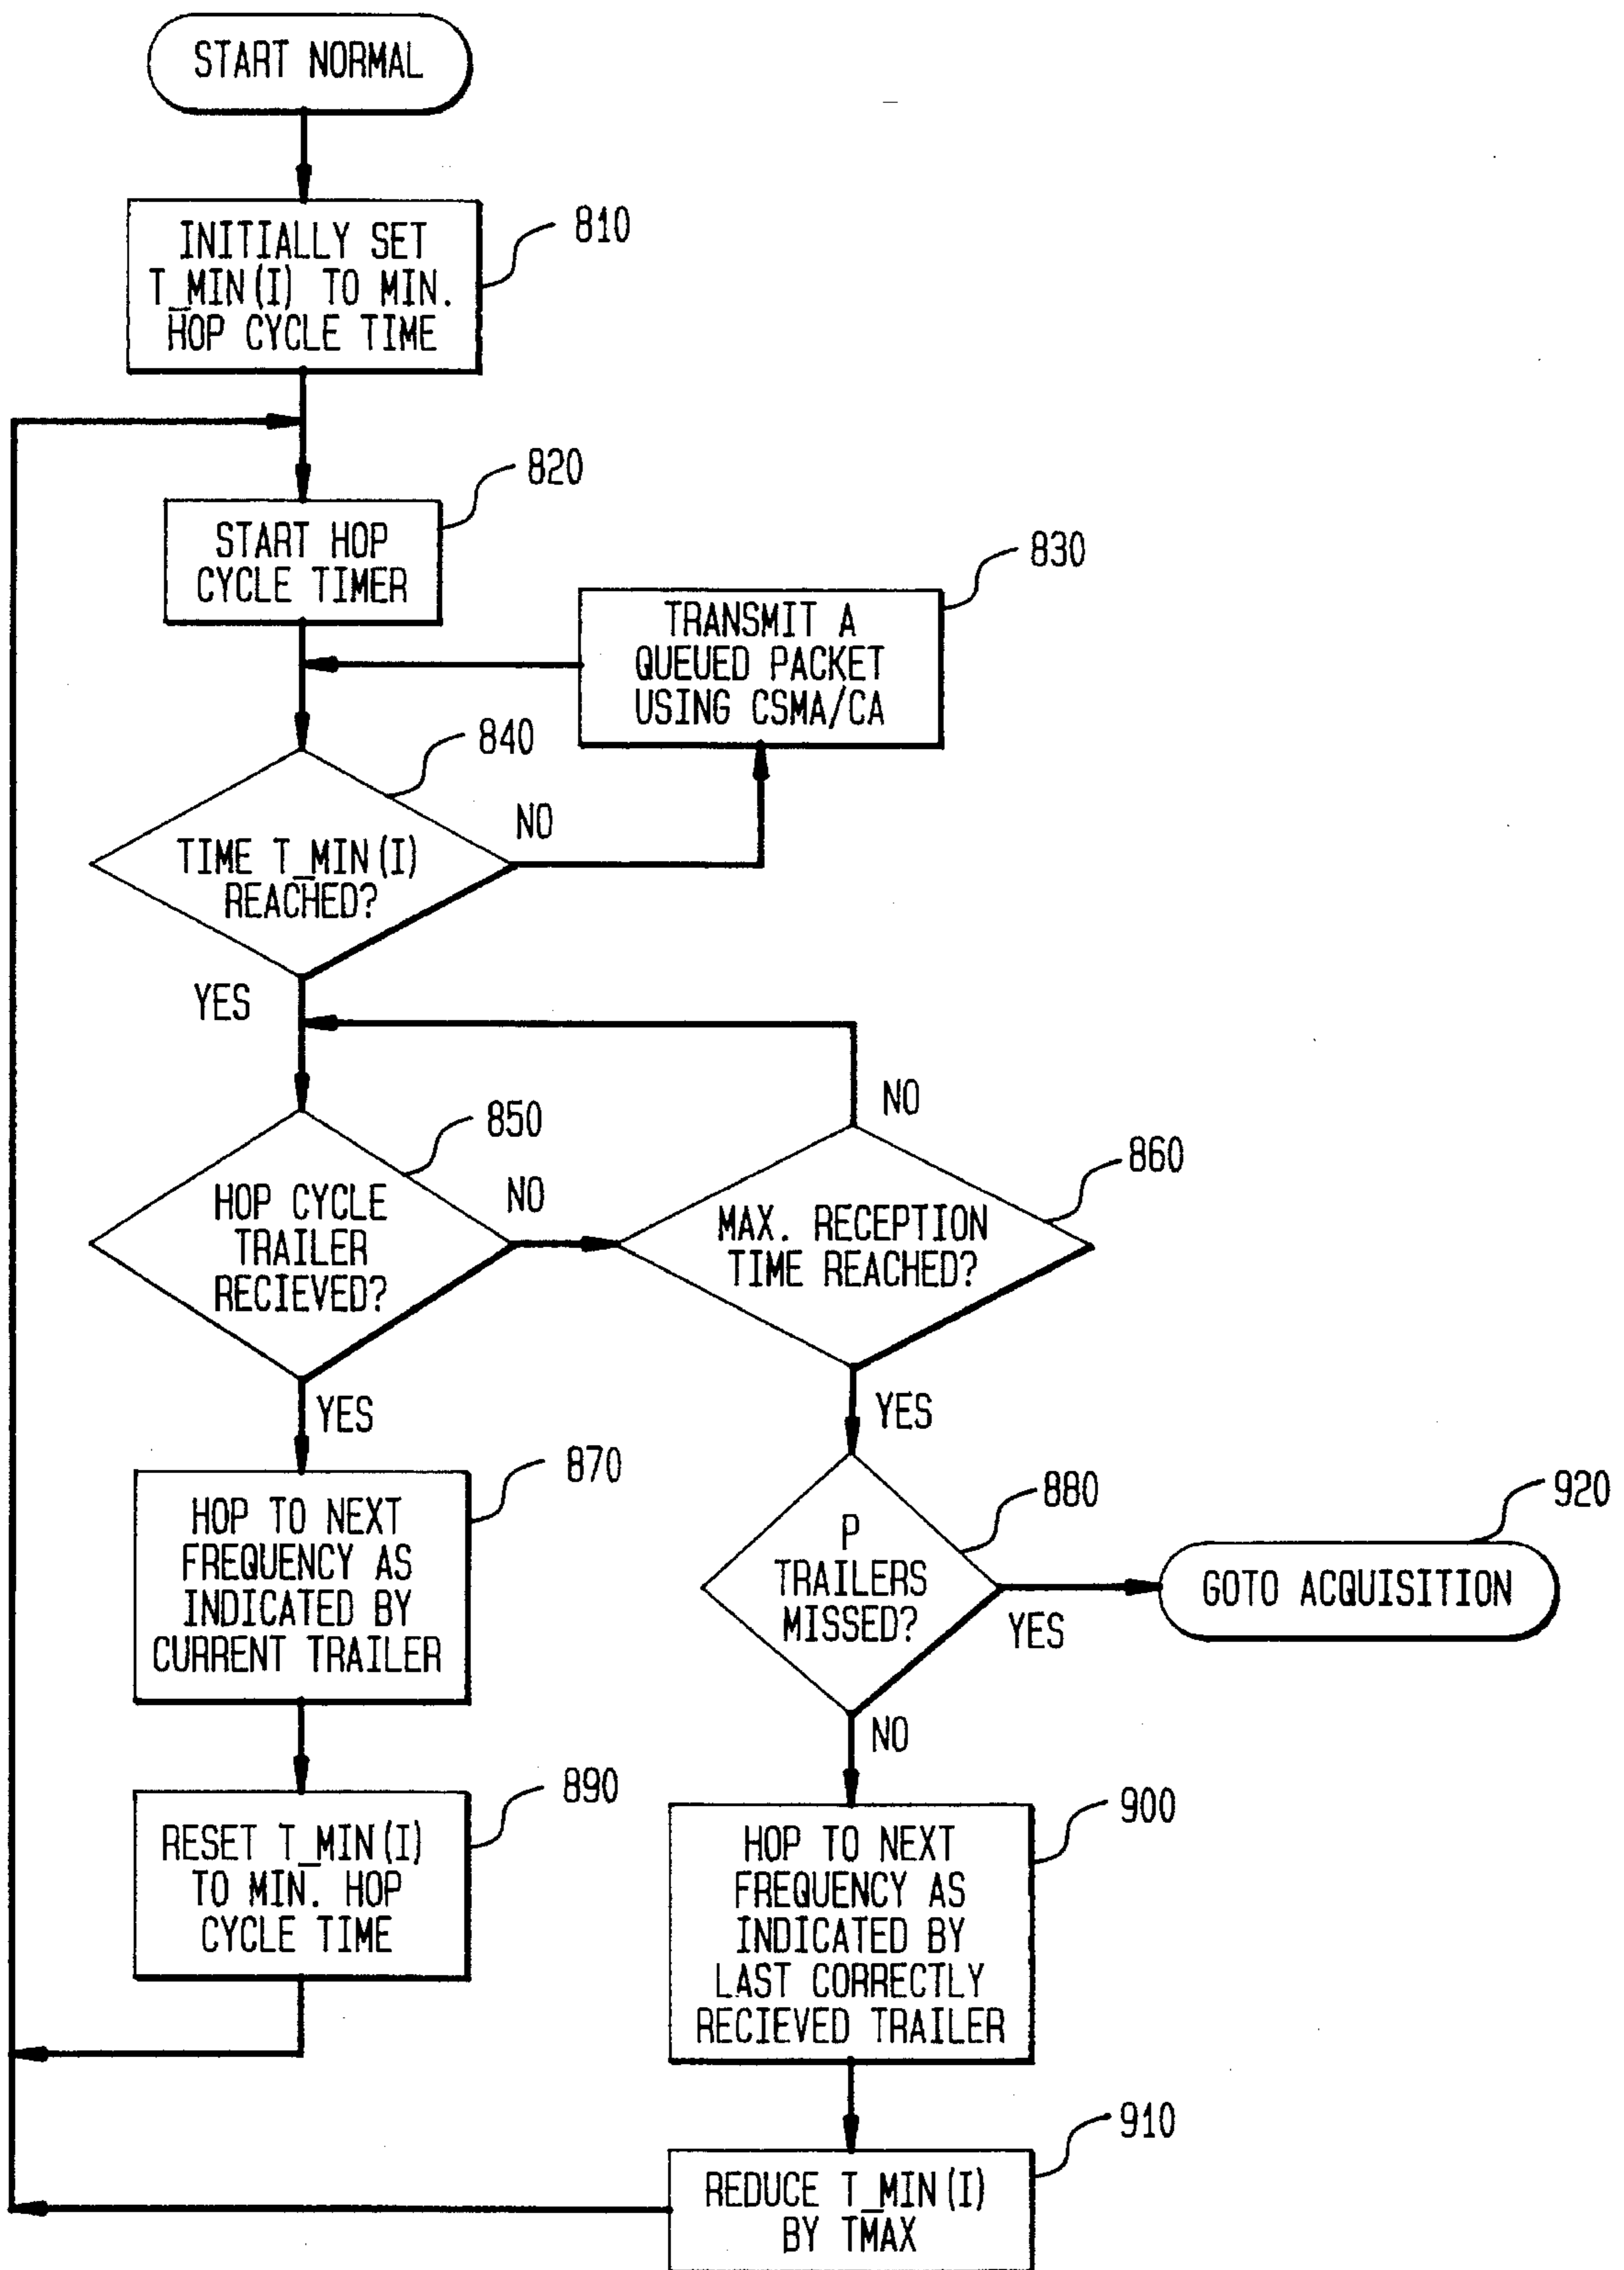 START NORMAL
INITIALLY SET
T_MIN(I) TO MIN.
HOP CYCLE TIME
810
START HOP
CYCLE TIMER
820
TRANSMIT A
QUEUED PACKET
USING CSMA/CA
830
TIME T_MIN(I)
REACHED?
840
NO
YES
HOP CYCLE
TRAILER
RECIEVED?
850
NO
MAX. RECEPTION
TIME REACHED?
860
NO
YES
YES
HOP TO NEXT
FREQUENCY AS
INDICATED BY
CURRENT TRAILER
870
P
TRAILERS
MISSED?
880
YES
GOTO ACQUISITION
920
NO
RESET T_MIN(I)
TO MIN. HOP
CYCLE TIME
890
HOP TO NEXT
FREQUENCY AS
INDICATED BY
LAST CORRECTLY
RECIEVED TRAILER
900
REDUCE T_MIN(I)
BY TMAX
910